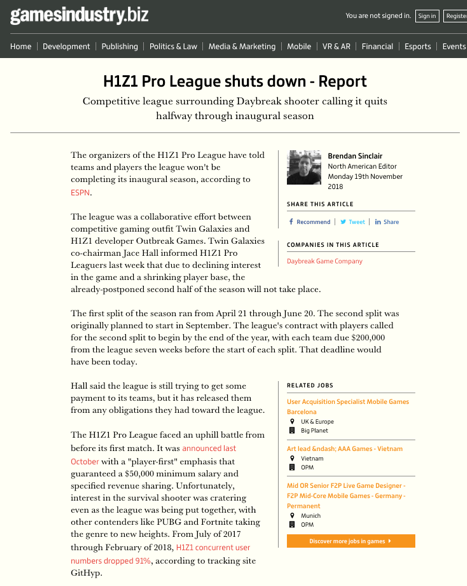 gamesindustry.biz
You are not signed in. Sign in Registe
Home | Development | Publishing | Politics & Law | Media & Marketing | Mobile | VR & AR | Financial | Esports | Events
H1Z1 Pro League shuts down - Report
Competitive league surrounding Daybreak shooter calling it quits
halfway through inaugural season
The organizers of the H1Z1 Pro League have told
teams and players the league won't be
completing its inaugural season, according to
ESPN.
The league was a collaborative effort between
competitive gaming outfit Twin Galaxies and
H1Z1 developer Outbreak Games. Twin Galaxies
co-chairman Jace Hall informed H1Z1 Pro
Leaguers last week that due to declining interest
in the game and a shrinking player base, the
already-postponed second half of the season will not take place.
Brendan Sinclair
North American Editor
Monday 19th November
2018
SHARE THIS ARTICLE
Recommend | Tweet | Share
COMPANIES IN THIS ARTICLE
Daybreak Game Company
The first split of the season ran from April 21 through June 20. The second split was
originally planned to start in September. The league's contract with players called
for the second split to begin by the end of the year, with each team due $200,000
from the league seven weeks before the start of each split. That deadline would
have been today.
Hall said the league is still trying to get some
payment to its teams, but it has released them
from any obligations they had toward the league.
The H1Z1 Pro League faced an uphill battle from
before its first match. It was announced last
October with a "player-first" emphasis that
guaranteed a $50,000 minimum salary and
specified revenue sharing. Unfortunately,
interest in the survival shooter was cratering
even as the league was being put together, with
other contenders like PUBG and Fortnite taking
the genre to new heights. From July of 2017
through February of 2018, H1Z1 concurrent user
numbers dropped 91%, according to tracking site
GitHyp.
RELATED JOBS
User Acquisition Specialist Mobile Games
Barcelona
UK & Europe
Big Planet
Art lead &ndash; AAA Games - Vietnam
Vietnam
OPM
Mid OR Senior F2P Live Game Designer -
F2P Mid-Core Mobile Games - Germany -
Permanent
Munich
OPM
Discover more jobs in games